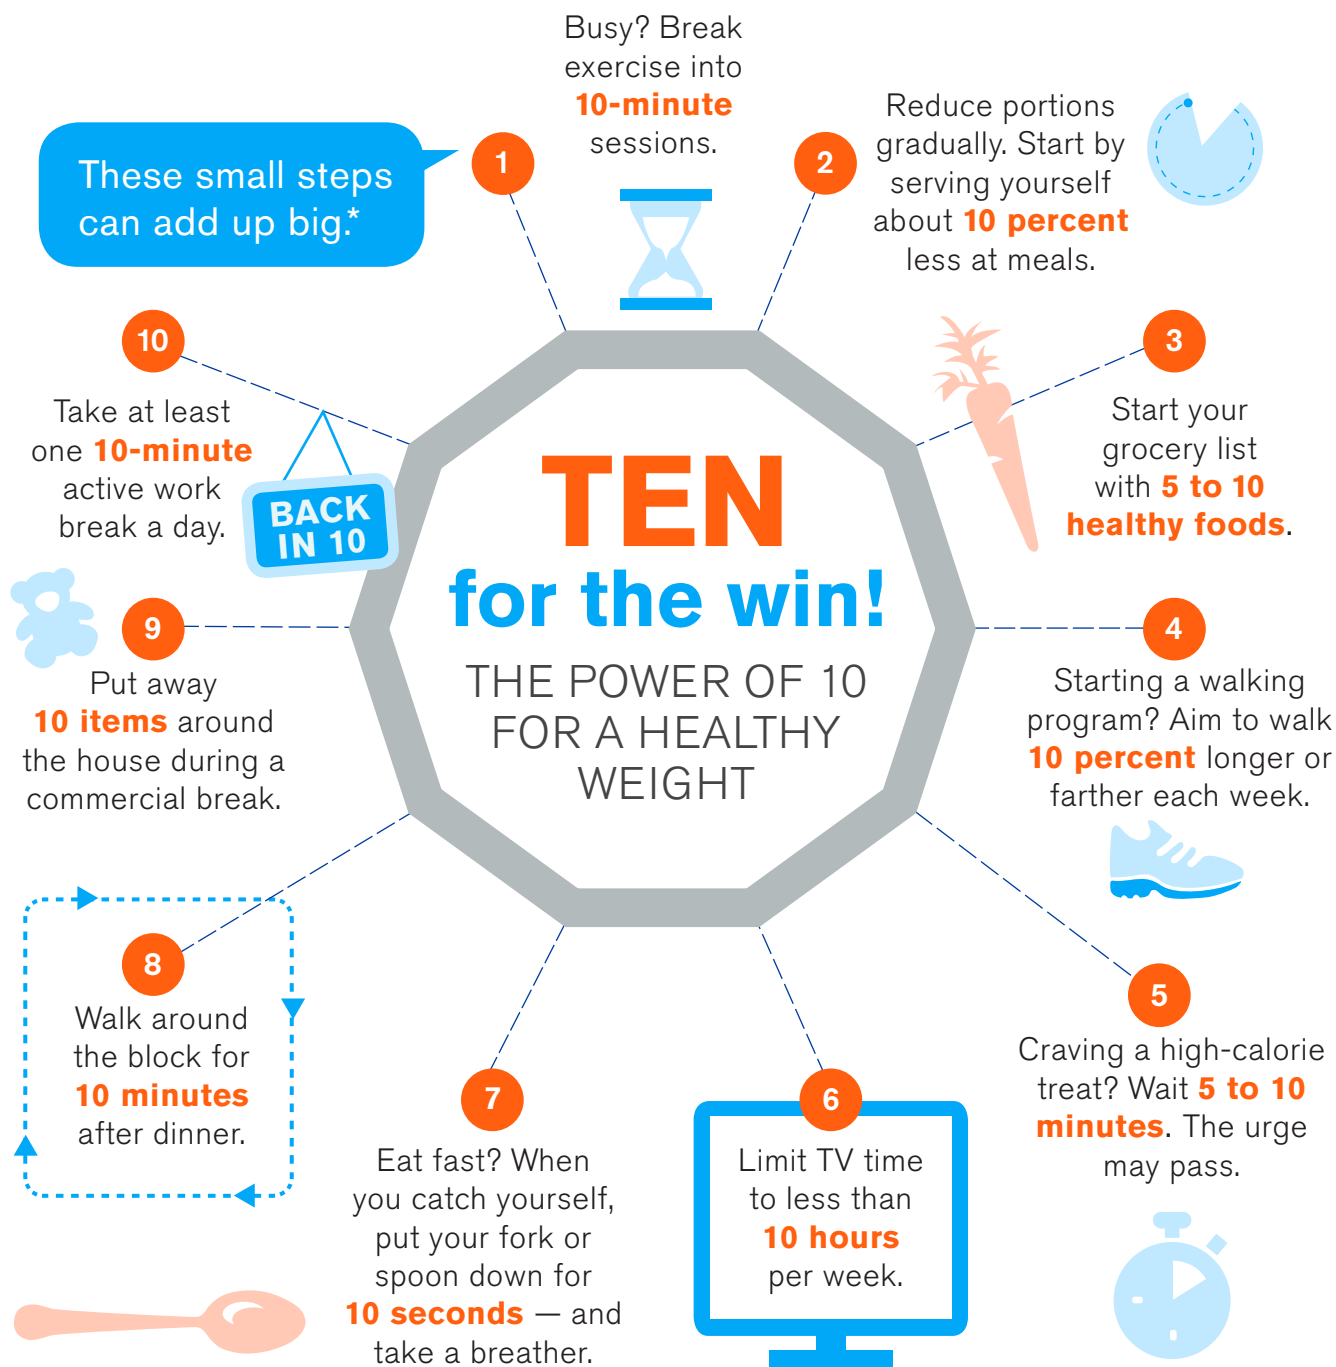 These small steps
can add up big.*
TEN
for the win!
THE POWER OF 10
FOR A HEALTHY
WEIGHT
1
Busy? Break
exercise into
10-minute
sessions.
2
Reduce portions
gradually. Start by
serving yourself
about 10 percent
less at meals.
3
Start your
grocery list
with 5 to 10
healthy foods.
4
Starting a walking
program? Aim to walk
10 percent longer or
farther each week.
5
Craving a high-calorie
treat? Wait 5 to 10
minutes. The urge
may pass.
6
Limit TV time
to less than
10 hours
per week.
7
Eat fast? When
you catch yourself,
put your fork or
spoon down for
10 seconds — and
take a breather.
8
Walk around
the block for
10 minutes
after dinner.
9
Put away
10 items around
the house during a
commercial break.
10
Take at least
one 10-minute
active work
break a day.
BACK
IN 10